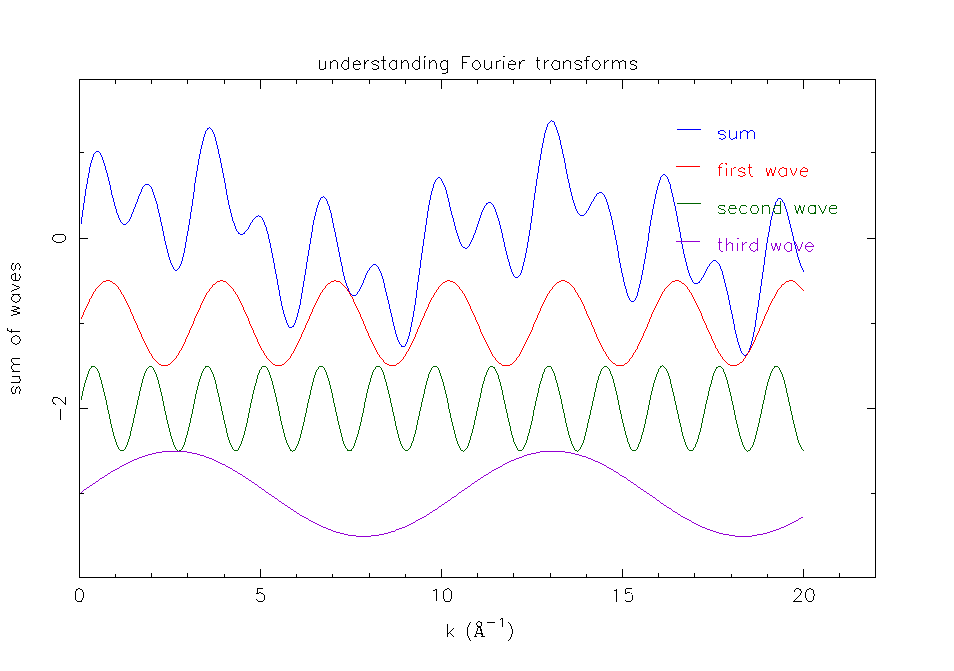 understanding Fourier transforms
sum
first wave
second wave
third wave
0
−2
sum of waves
0 5 10 15 20
k (Å⁻¹)